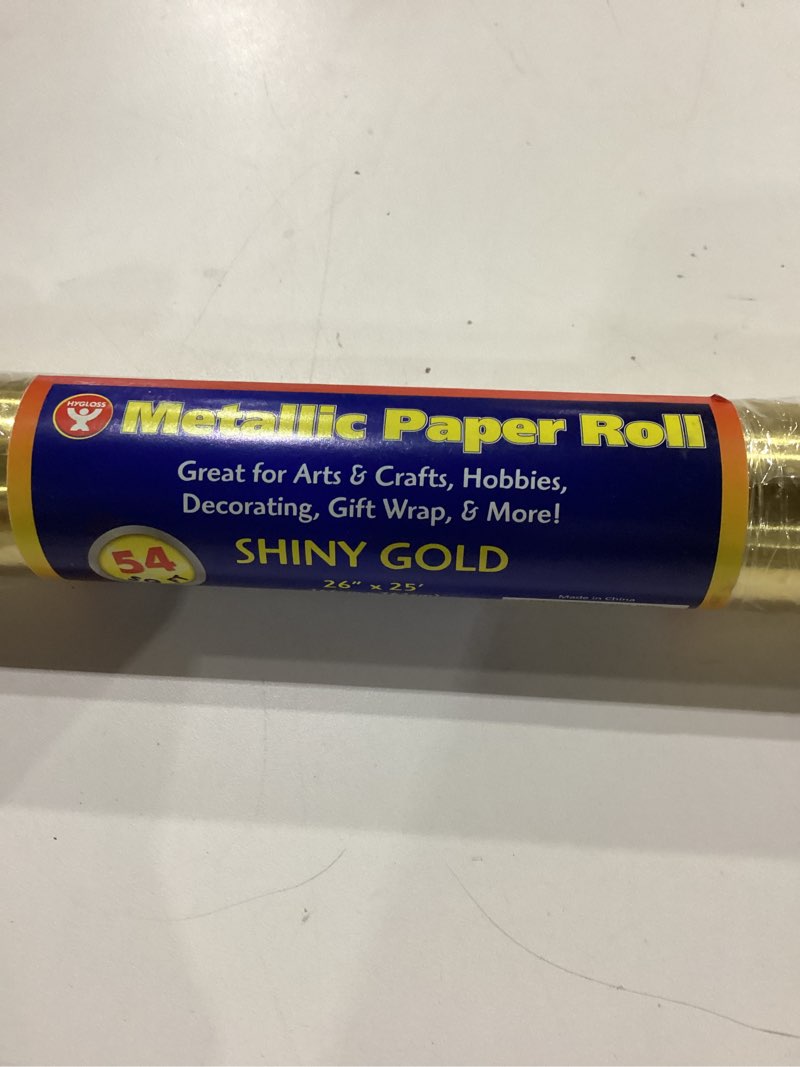 HYGLOSS
Metallic Paper Roll
Great for Arts & Crafts, Hobbies,
Decorating, Gift Wrap, & More!
54
SHINY GOLD
26" x 25'
Made in China